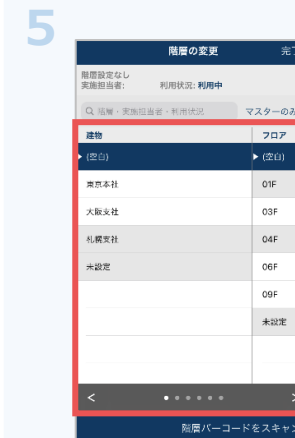 5
階層の変更 完了
階層設定なし
実施担当者: 利用状況: 利用中
階層・実施担当者・利用状況 マスターのみ
建物 フロア
(空白) (空白)
東京本社 01F
大阪支社 03F
札幌支社 04F
未設定 06F
09F
未設定
< >
階層バーコードをスキャン